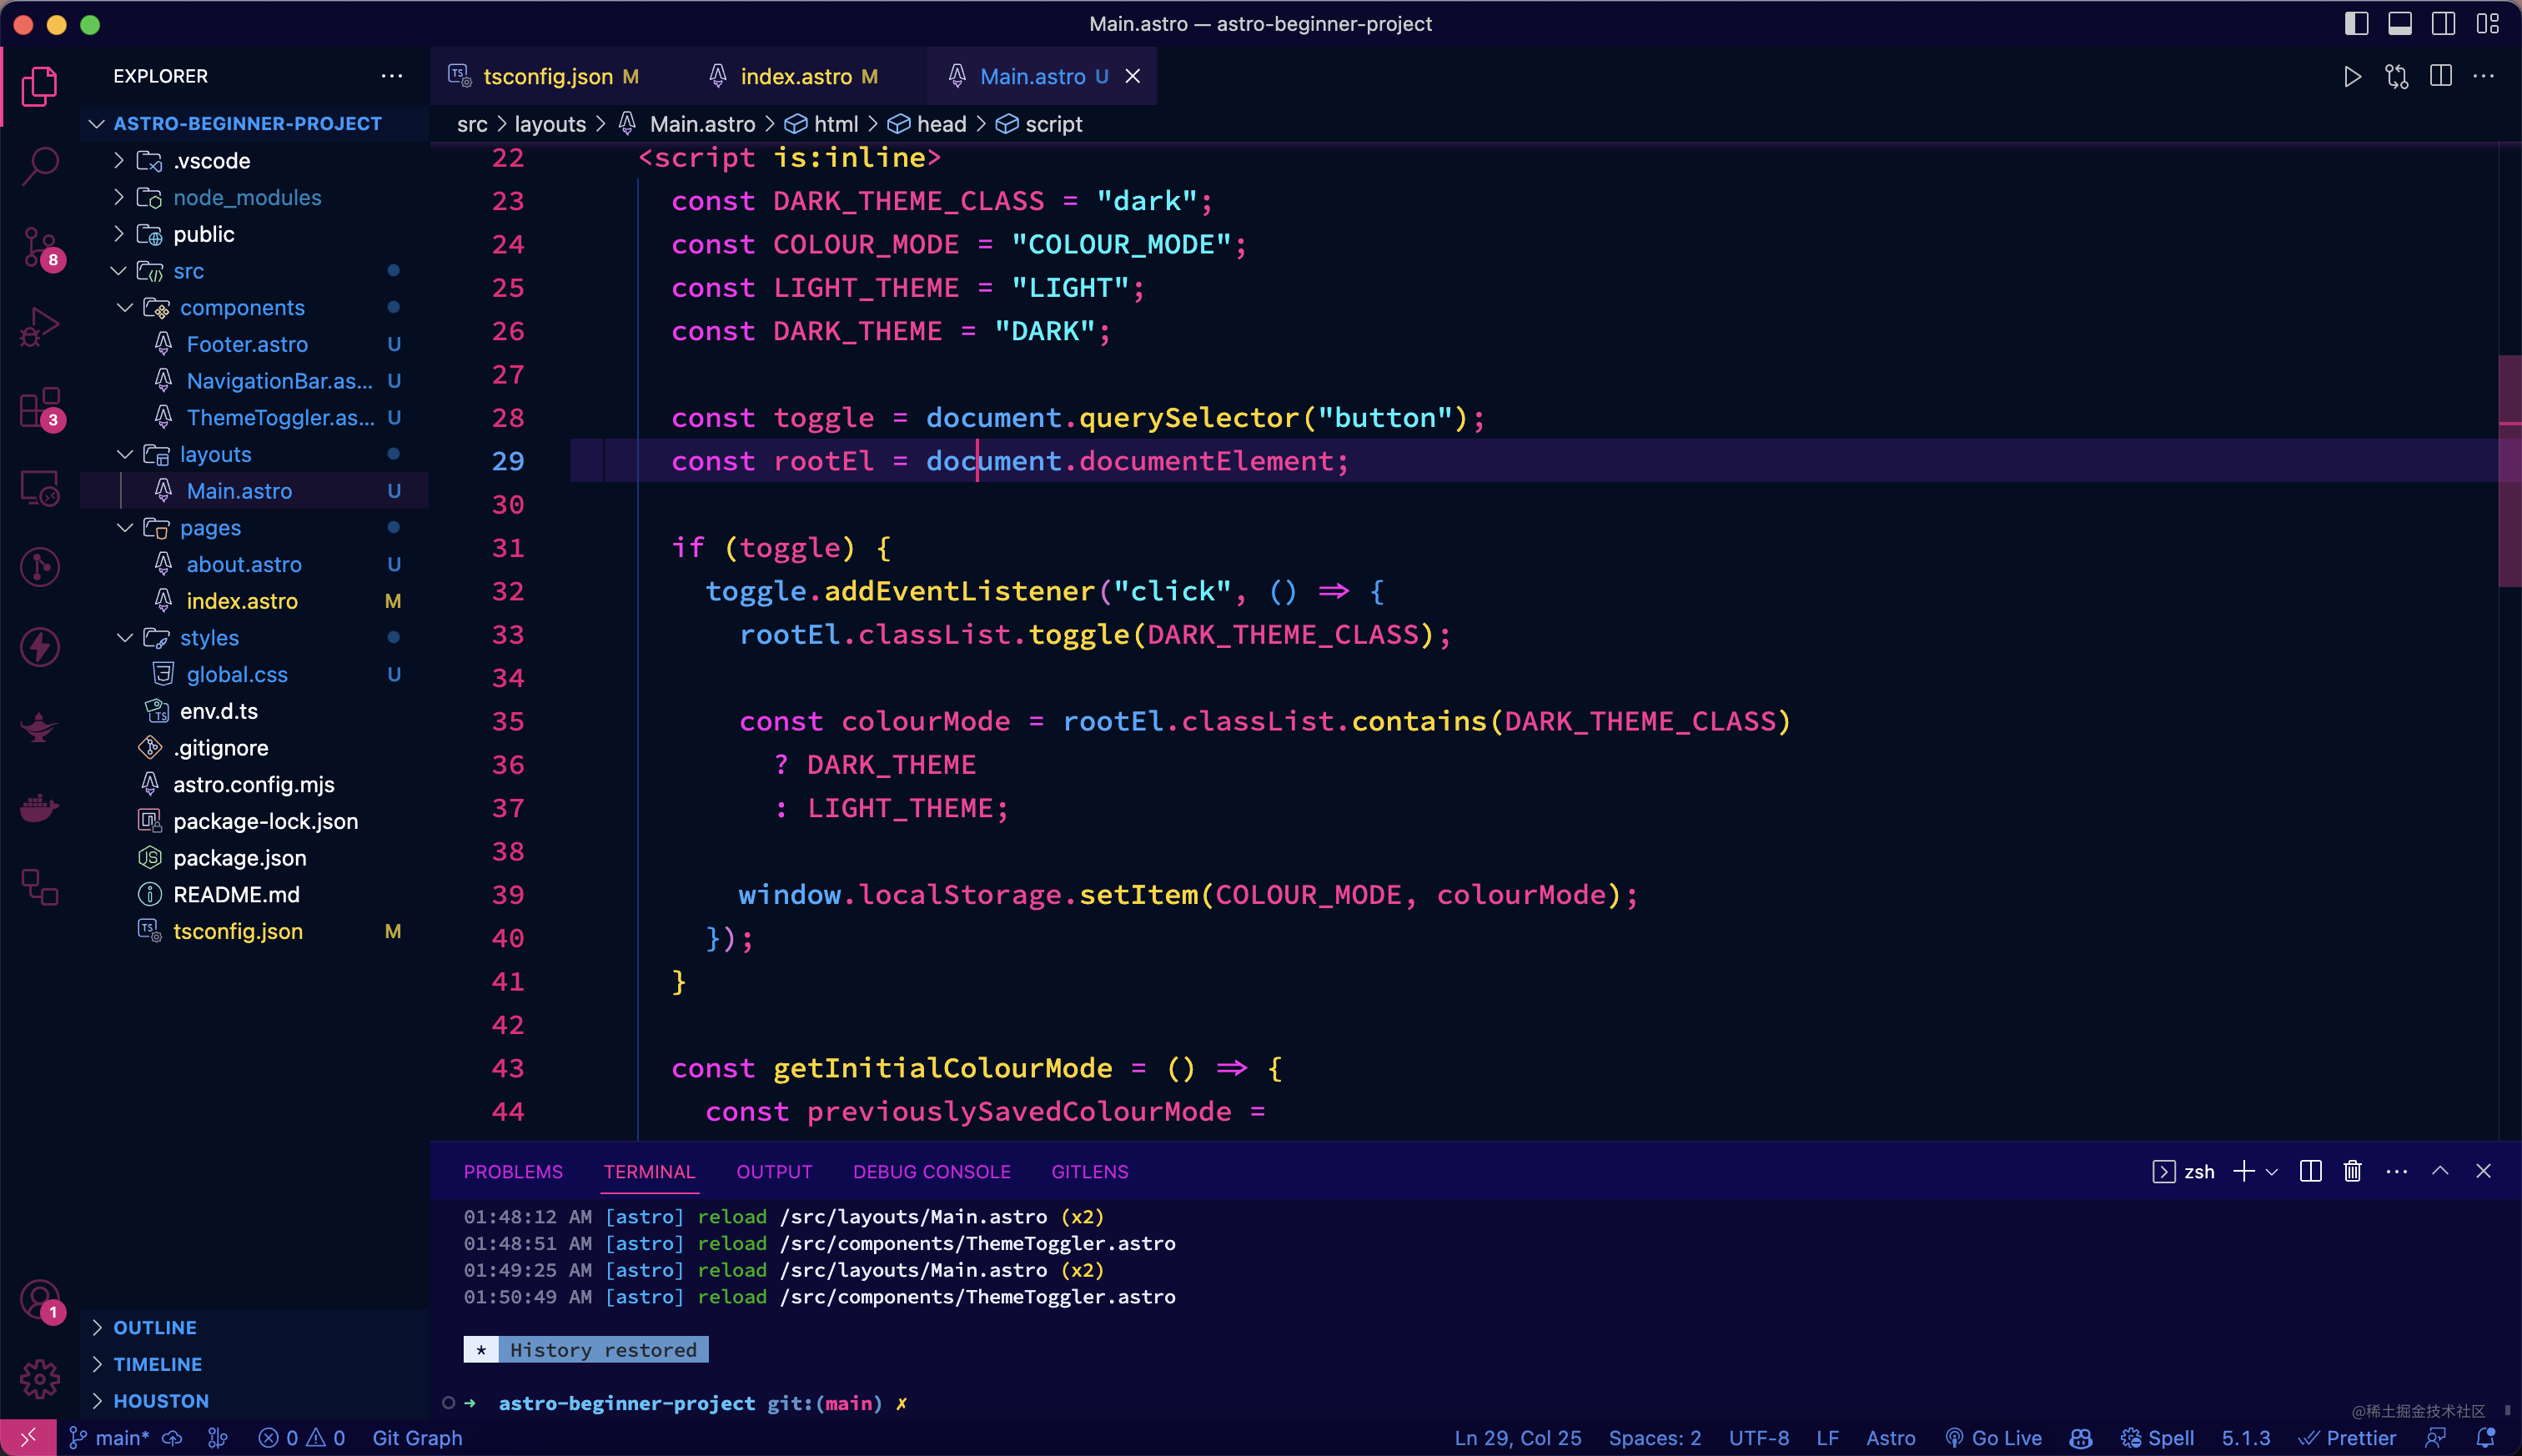 Main.astro — astro-beginner-project
EXPLORER
tsconfig.json M
index.astro M
Main.astro U
src > layouts > Main.astro > html > head > script
ASTRO-BEGINNER-PROJECT
.vscode
node_modules
public
src
components
Footer.astro U
NavigationBar.as... U
ThemeToggler.as... U
layouts
Main.astro U
pages
about.astro U
index.astro M
styles
global.css U
env.d.ts
.gitignore
astro.config.mjs
package-lock.json
package.json
README.md
tsconfig.json M
OUTLINE
TIMELINE
HOUSTON
8
3
1
22 <script is:inline>
23 const DARK_THEME_CLASS = "dark";
24 const COLOUR_MODE = "COLOUR_MODE";
25 const LIGHT_THEME = "LIGHT";
26 const DARK_THEME = "DARK";
27
28 const toggle = document.querySelector("button");
29 const rootEl = document.documentElement;
30
31 if (toggle) {
32 toggle.addEventListener("click", () => {
33 rootEl.classList.toggle(DARK_THEME_CLASS);
34
35 const colourMode = rootEl.classList.contains(DARK_THEME_CLASS)
36 ? DARK_THEME
37 : LIGHT_THEME;
38
39 window.localStorage.setItem(COLOUR_MODE, colourMode);
40 });
41 }
42
43 const getInitialColourMode = () => {
44 const previouslySavedColourMode =
PROBLEMS TERMINAL OUTPUT DEBUG CONSOLE GITLENS
zsh
01:48:12 AM [astro] reload /src/layouts/Main.astro (x2)
01:48:51 AM [astro] reload /src/components/ThemeToggler.astro
01:49:25 AM [astro] reload /src/layouts/Main.astro (x2)
01:50:49 AM [astro] reload /src/components/ThemeToggler.astro
* History restored
→ astro-beginner-project git:(main) ✗
@稀土掘金技术社区
main* 0 0 Git Graph
Ln 29, Col 25 Spaces: 2 UTF-8 LF Astro Go Live Spell 5.1.3 Prettier